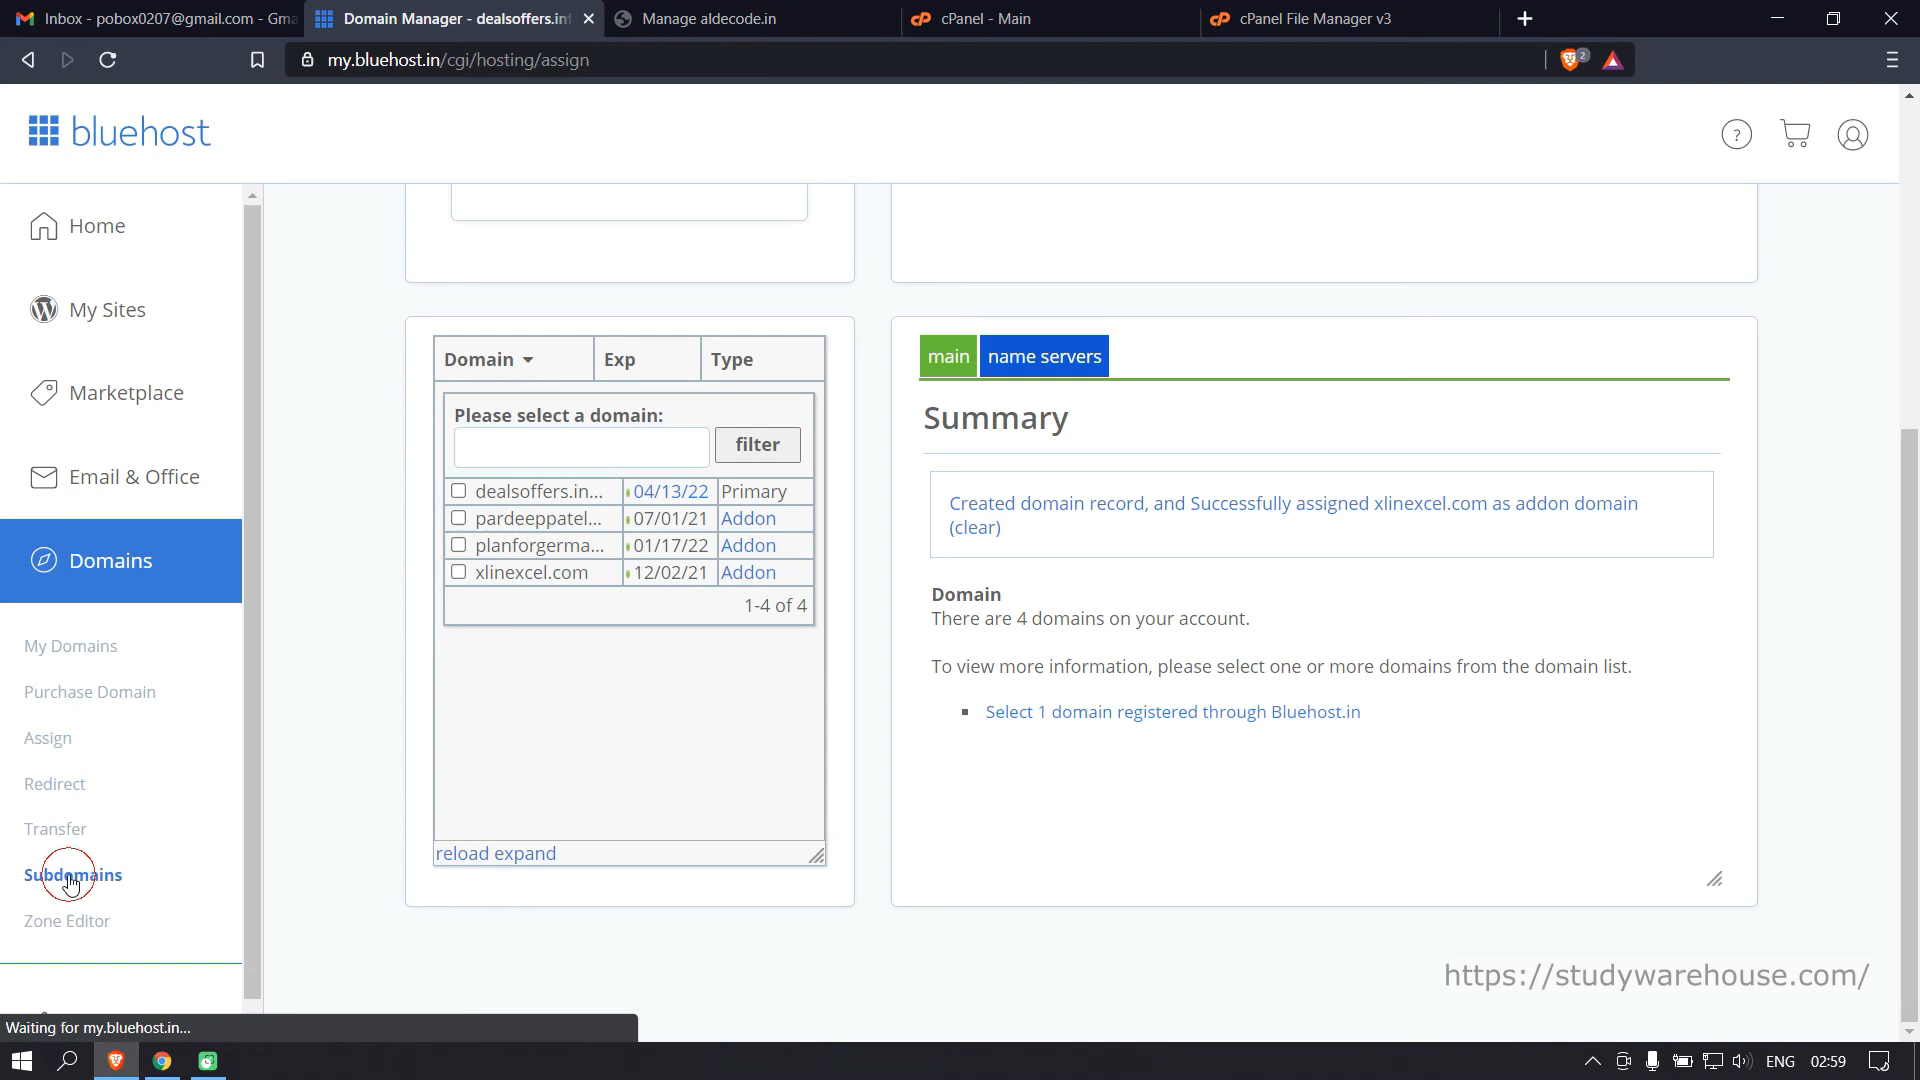 Inbox - pobox0207@gmail.com - Gma
Domain Manager - dealsoffers.inf
Manage aldecode.in
cPanel - Main
cPanel File Manager v3
my.bluehost.in/cgi/hosting/assign
2
bluehost
?
Home
My Sites
Marketplace
Email & Office
Domains
My Domains
Purchase Domain
Assign
Redirect
Transfer
Subdomains
Zone Editor
Domain Exp Type
Please select a domain:
filter
dealsoffers.in... 04/13/22 Primary
pardeeppatel... 07/01/21 Addon
planforgerma... 01/17/22 Addon
xlinexcel.com 12/02/21 Addon
1-4 of 4
reload expand
main name servers
Summary
Created domain record, and Successfully assigned xlinexcel.com as addon domain
(clear)
Domain
There are 4 domains on your account.
To view more information, please select one or more domains from the domain list.
Select 1 domain registered through Bluehost.in
https://studywarehouse.com/
Waiting for my.bluehost.in...
ENG 02:59